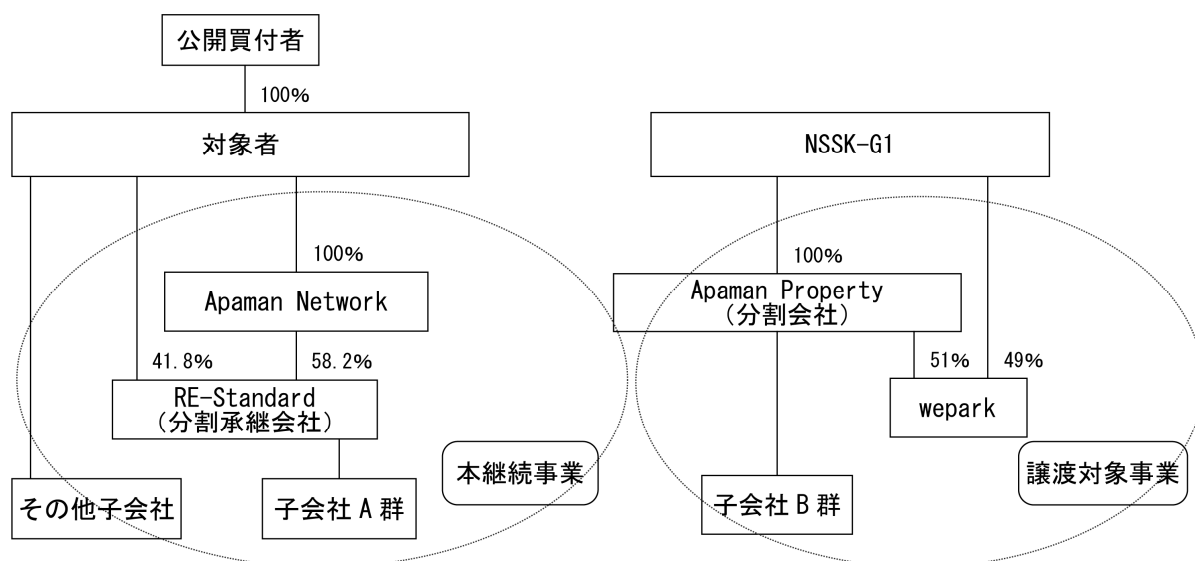 公開買付者
100%
対象者
100%
Apaman Network
41.8%
58.2%
RE-Standard
(分割承継会社)
本継続事業
その他子会社
子会社A群
NSSK-G1
100%
Apaman Property
(分割会社)
51%
49%
wepark
譲渡対象事業
子会社B群